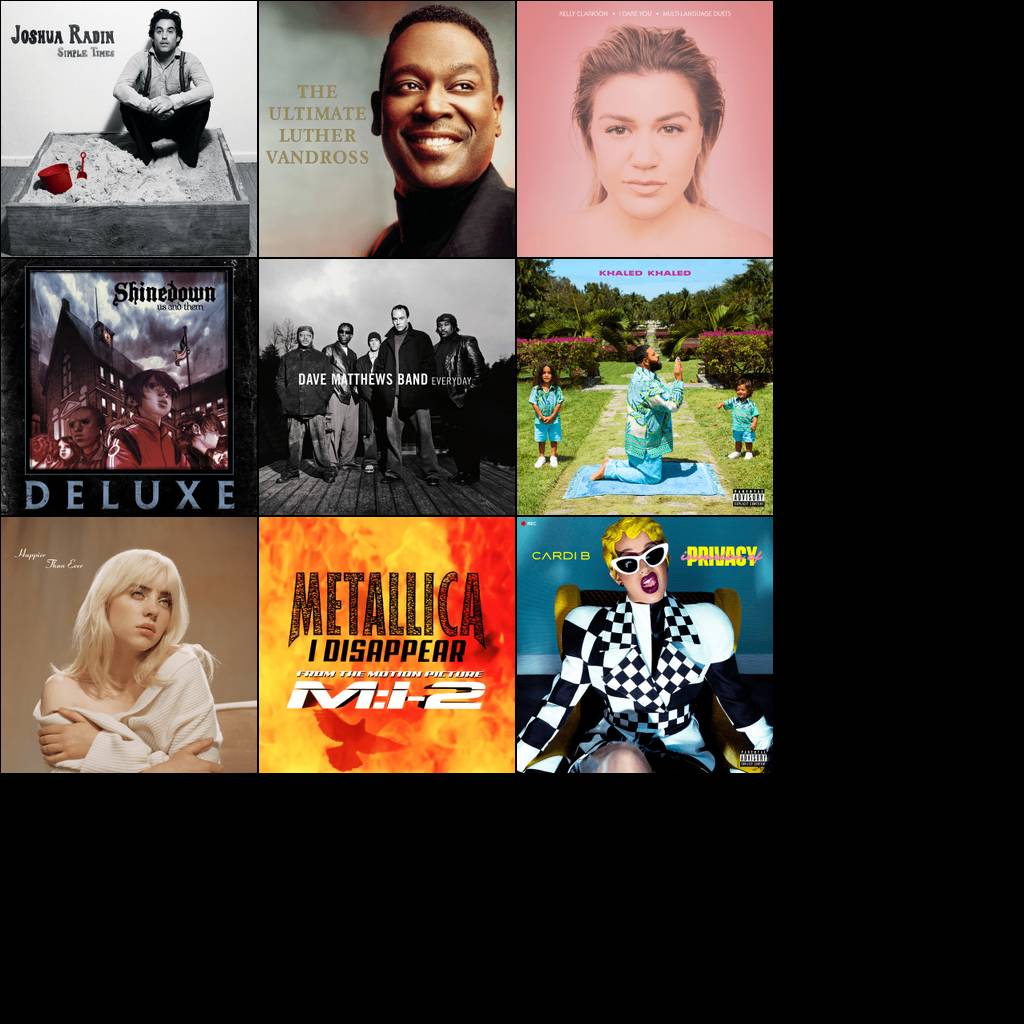 JOSHUA RADIN
SIMPLE TIMES
THE
ULTIMATE
LUTHER
VANDROSS
KELLY CLARKSON • I DARE YOU • MULTI-LANGUAGE DUETS
Shinedown
us and them
DELUXE
DAVE MATTHEWS BAND EVERYDAY
KHALED KHALED
PARENTAL
ADVISORY
EXPLICIT CONTENT
Happier
Than Ever
METALLICA
I DISAPPEAR
FROM THE MOTION PICTURE
M:I-2
REC
CARDI B
PRIVACY
PARENTAL
ADVISORY
EXPLICIT CONTENT